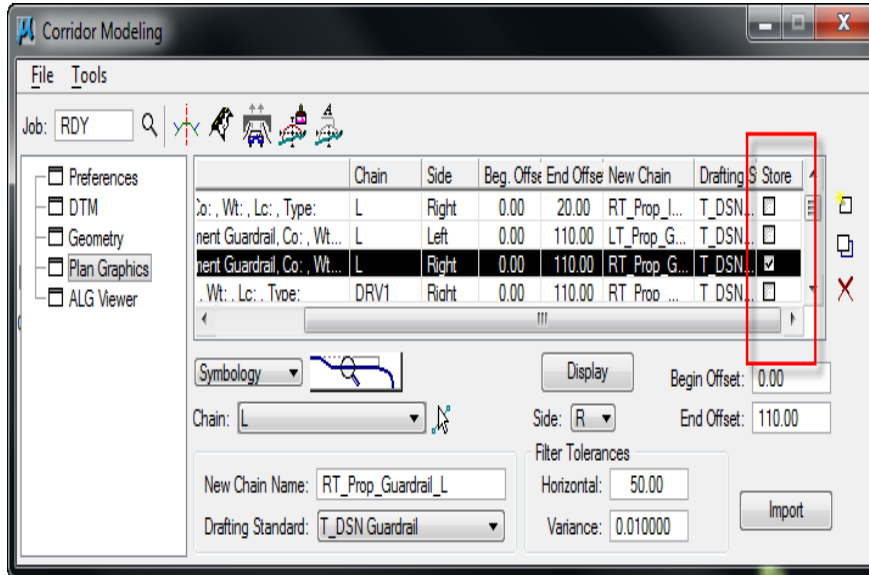 Corridor Modeling
File Tools
Job: RDY
Preferences
DTM
Geometry
Plan Graphics
ALG Viewer
Chain Side Beg. Offse End Offse New Chain Drafting S Store
Co: , Wt: , Lc: , Type: L Right 0.00 20.00 RT_Prop_I... T_DSN...
ment Guardrail, Co: , Wt... L Left 0.00 110.00 LT_Prop_G... T_DSN...
ment Guardrail, Co: , Wt... L Right 0.00 110.00 RT_Prop_G... T_DSN...
, Wt: , Lc: , Type: DRV1 Right 0.00 110.00 RT_Prop_... T_DSN...
Symbology Display Begin Offset: 0.00
Chain: L Side: R End Offset: 110.00
Filter Tolerances
New Chain Name: RT_Prop_Guardrail_L Horizontal: 50.00
Drafting Standard: T_DSN Guardrail Variance: 0.010000
Import